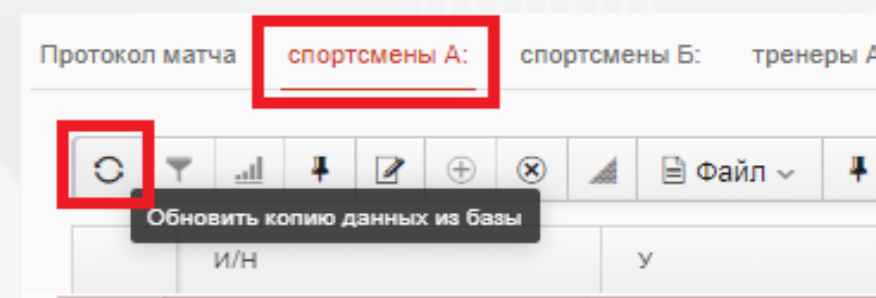 Протокол матча спортсмены А: спортсмены Б: тренеры А
Файл
Обновить копию данных из базы
И/Н У